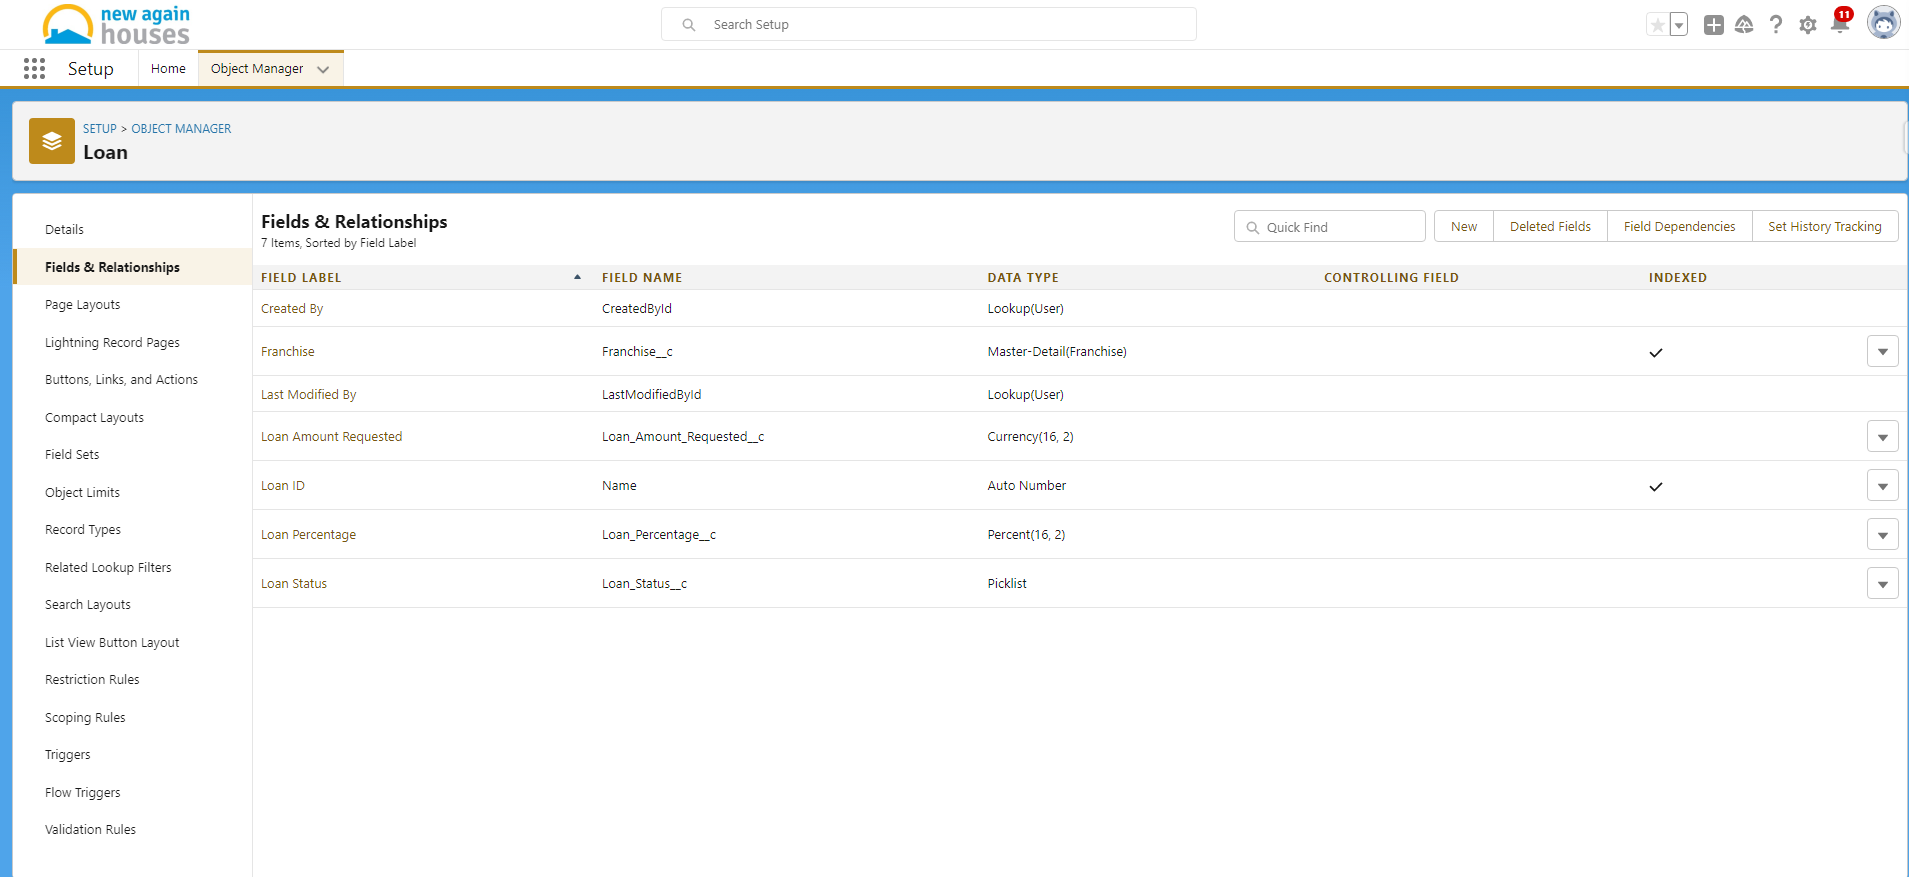 new again
houses
Search Setup
11
Setup
Home
Object Manager
SETUP > OBJECT MANAGER
Loan
Details
Fields & Relationships
Page Layouts
Lightning Record Pages
Buttons, Links, and Actions
Compact Layouts
Field Sets
Object Limits
Record Types
Related Lookup Filters
Search Layouts
List View Button Layout
Restriction Rules
Scoping Rules
Triggers
Flow Triggers
Validation Rules
Fields & Relationships
7 Items, Sorted by Field Label
Quick Find
New
Deleted Fields
Field Dependencies
Set History Tracking
FIELD LABEL FIELD NAME DATA TYPE CONTROLLING FIELD INDEXED
Created By CreatedById Lookup(User)
Franchise Franchise__c Master-Detail(Franchise)
Last Modified By LastModifiedById Lookup(User)
Loan Amount Requested Loan_Amount_Requested__c Currency(16, 2)
Loan ID Name Auto Number
Loan Percentage Loan_Percentage__c Percent(16, 2)
Loan Status Loan_Status__c Picklist